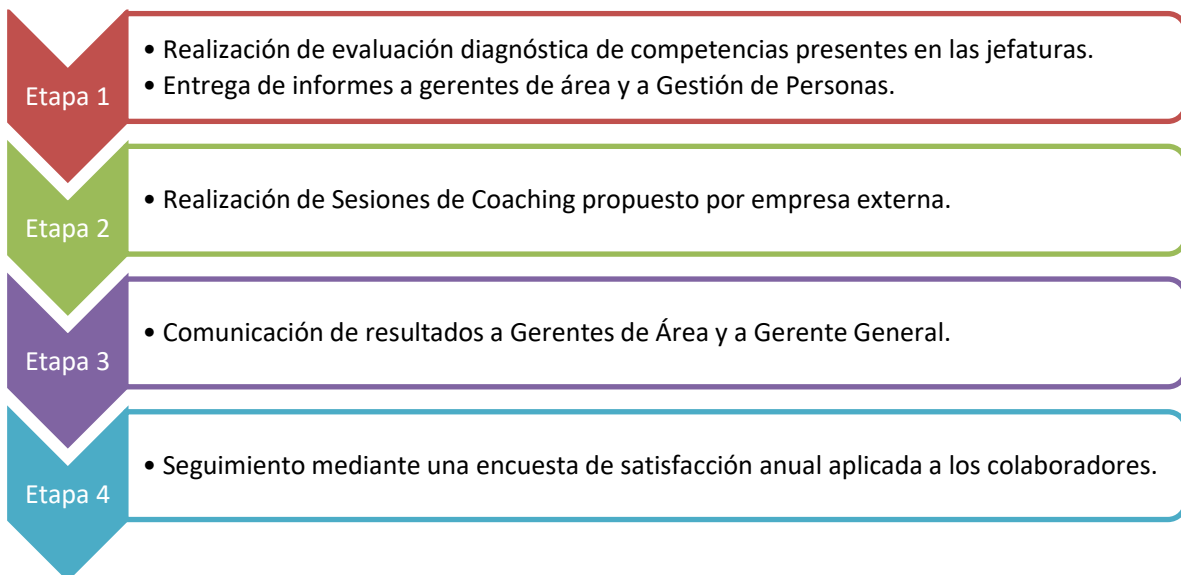 Etapa 1
• Realización de evaluación diagnóstica de competencias presentes en las jefaturas.
• Entrega de informes a gerentes de área y a Gestión de Personas.
Etapa 2
• Realización de Sesiones de Coaching propuesto por empresa externa.
Etapa 3
• Comunicación de resultados a Gerentes de Área y a Gerente General.
Etapa 4
• Seguimiento mediante una encuesta de satisfacción anual aplicada a los colaboradores.